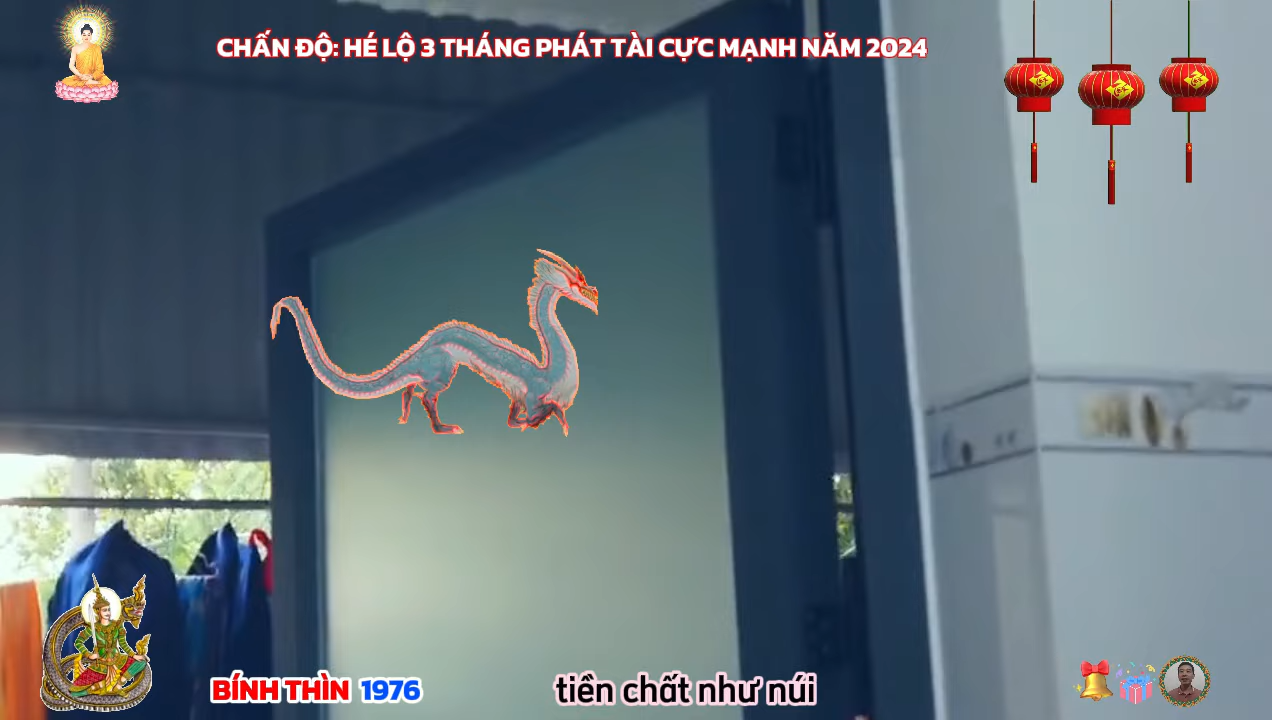 CHẤN ĐỘ: HÉ LỘ 3 THÁNG PHÁT TÀI CỰC MẠNH NĂM 2024
BÍNH THÌN 1976
tiền chất như núi